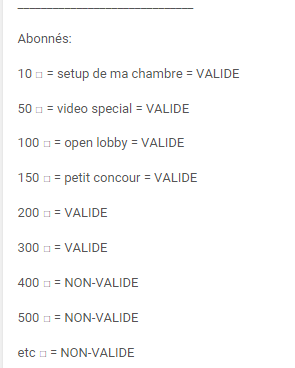 ______________________________
Abonnés:
10 □ = setup de ma chambre = VALIDE
50 □ = video special = VALIDE
100 □ = open lobby = VALIDE
150 □ = petit concour = VALIDE
200 □ = VALIDE
300 □ = VALIDE
400 □ = NON-VALIDE
500 □ = NON-VALIDE
etc □ = NON-VALIDE